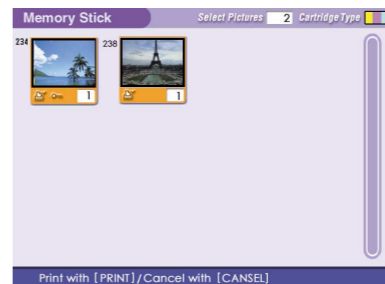 Memory Stick Select Pictures 2 Cartridge Type
234 238
1 1
Print with [PRINT]/Cancel with [CANSEL]